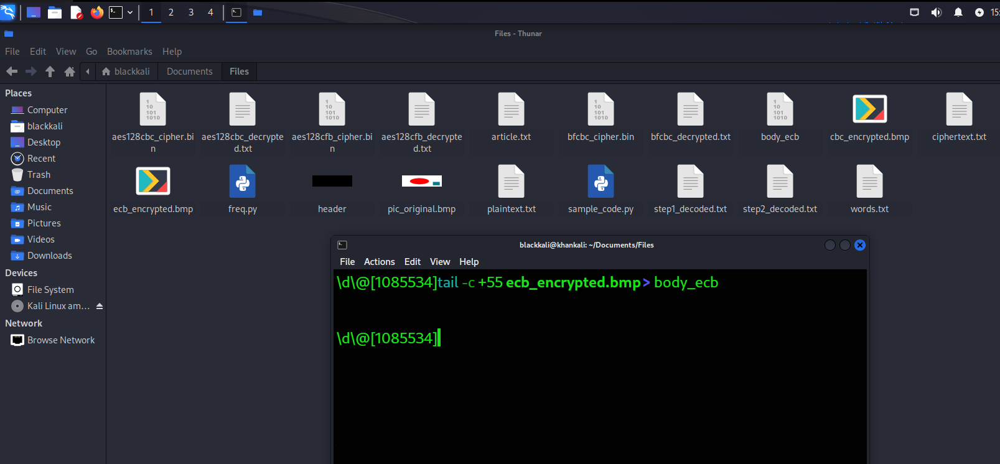 1 2 3 4 15:
Files - Thunar
File Edit View Go Bookmarks Help
blackkali Documents Files
Places
Computer
blackkali
Desktop
Recent
Trash
Documents
Music
Pictures
Videos
Downloads
Devices
File System
Kali Linux am...
Network
Browse Network
aes128cbc_cipher.bi
n
aes128cbc_decrypte
d.txt
aes128cfb_cipher.bi
n
aes128cfb_decrypte
d.txt
article.txt
bfcbc_cipher.bin
bfcbc_decrypted.txt
body_ecb
cbc_encrypted.bmp
ciphertext.txt
ecb_encrypted.bmp
freq.py
header
pic_original.bmp
plaintext.txt
sample_code.py
step1_decoded.txt
step2_decoded.txt
words.txt
blackkali@khankali: ~/Documents/Files
File Actions Edit View Help
\d\@[1085534]tail -c +55 ecb_encrypted.bmp > body_ecb
\d\@[1085534]